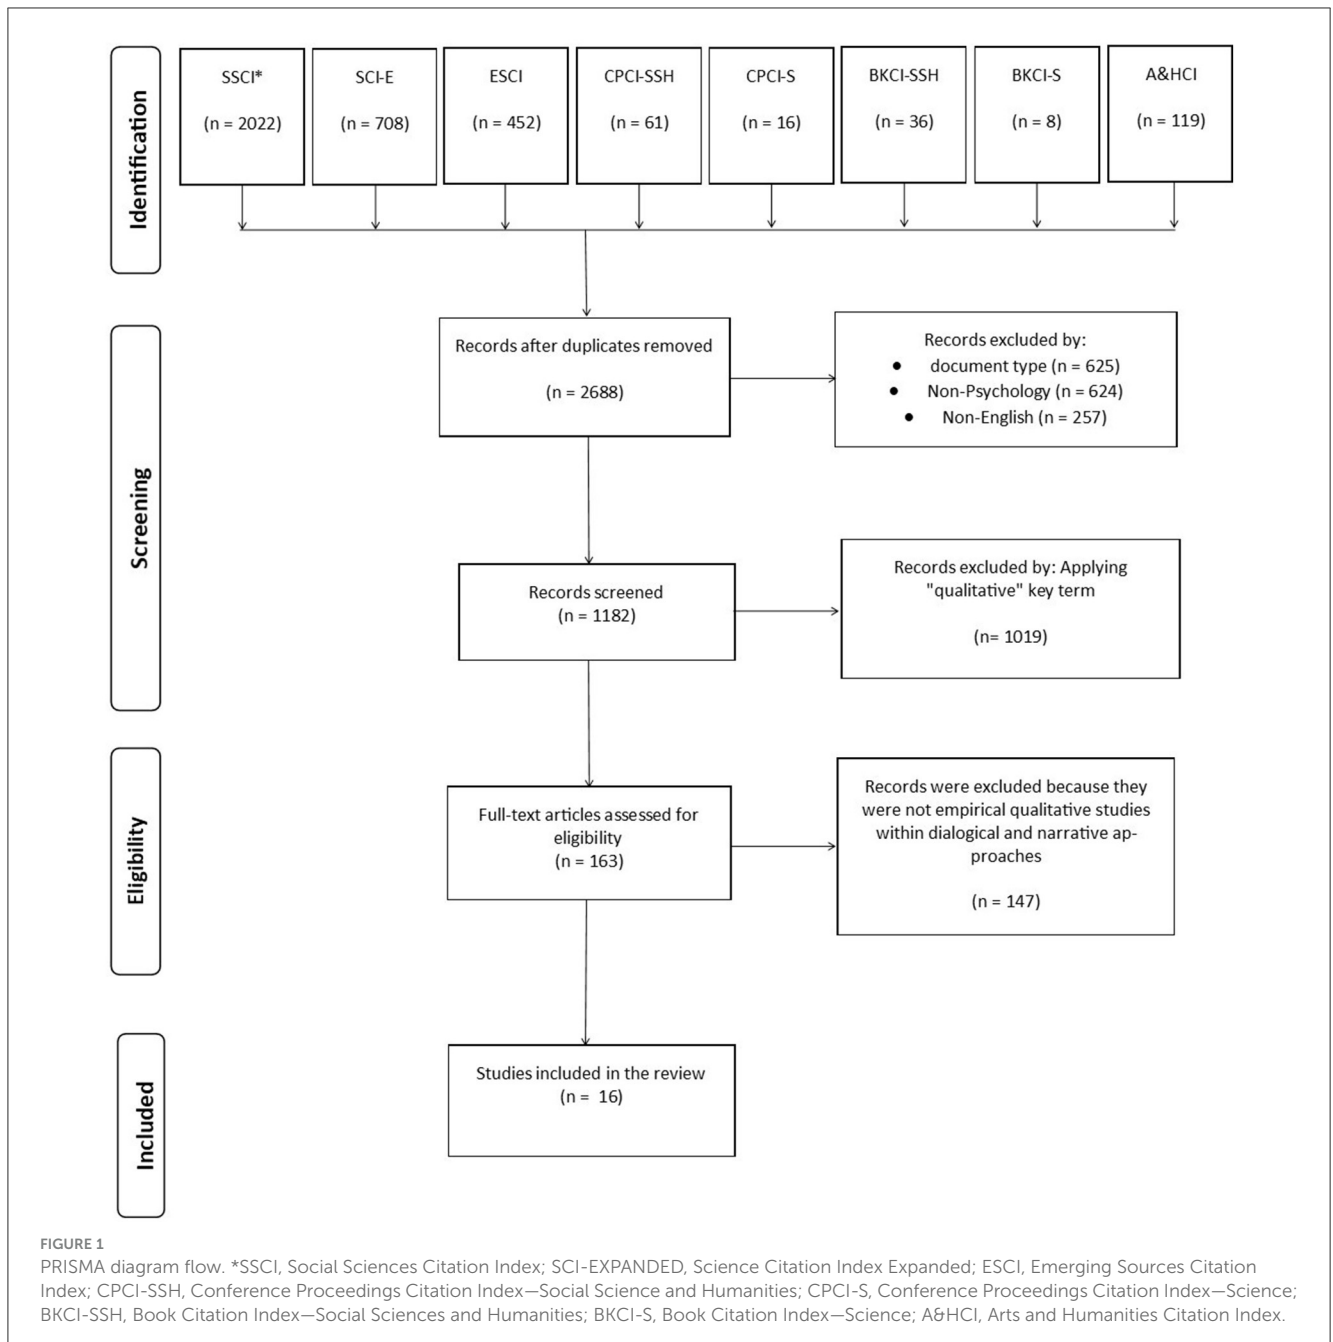 Identification
SSCI*
(n = 2022)
SCI-E
(n = 708)
ESCI
(n = 452)
CPCI-SSH
(n = 61)
CPCI-S
(n = 16)
BKCI-SSH
(n = 36)
BKCI-S
(n = 8)
A&HCI
(n = 119)
Screening
Records after duplicates removed
(n = 2688)
Records excluded by:
● document type (n = 625)
● Non-Psychology (n = 624)
● Non-English (n = 257)
Records screened
(n = 1182)
Records excluded by: Applying
"qualitative" key term
(n= 1019)
Eligibility
Full-text articles assessed for
eligibility
(n = 163)
Records were excluded because they
were not empirical qualitative studies
within dialogical and narrative ap-
proaches
(n = 147)
Included
Studies included in the review
(n = 16)
FIGURE 1
PRISMA diagram flow. *SSCI, Social Sciences Citation Index; SCI-EXPANDED, Science Citation Index Expanded; ESCI, Emerging Sources Citation
Index; CPCI-SSH, Conference Proceedings Citation Index—Social Science and Humanities; CPCI-S, Conference Proceedings Citation Index—Science;
BKCI-SSH, Book Citation Index—Social Sciences and Humanities; BKCI-S, Book Citation Index—Science; A&HCI, Arts and Humanities Citation Index.